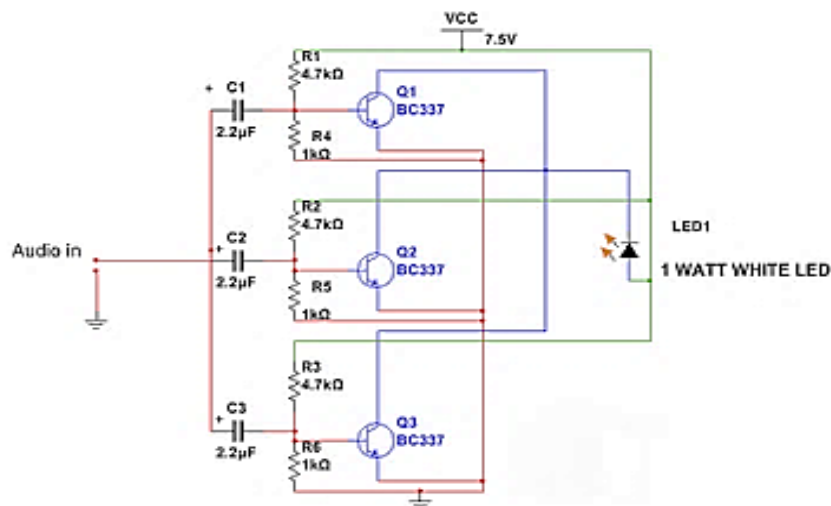 VCC
7.5V
R1
4.7kΩ
C1
+
2.2µF
Q1
BC337
R4
1kΩ
R2
4.7kΩ
LED1
Audio in
C2
+
2.2µF
Q2
BC337
1 WATT WHITE LED
R5
1kΩ
R3
4.7kΩ
C3
+
2.2µF
Q3
BC337
R6
1kΩ